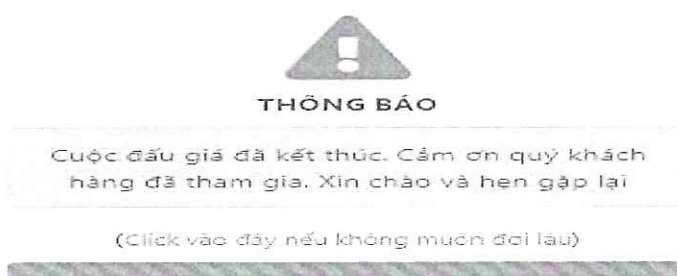 THÔNG BÁO
Cuộc đấu giá đã kết thúc. Cảm ơn quý khách
hàng đã tham gia. Xin chào và hẹn gặp lại
(Click vào đây nếu không muốn đợi lâu)